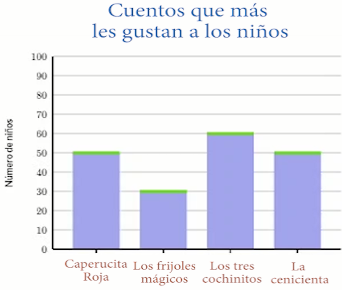 Cuentos que más
les gustan a los niños
Número de niños
100
90
80
70
60
50
40
30
20
10
0
Caperucita
Roja
Los frijoles
mágicos
Los tres
cochinitos
La
cenicienta